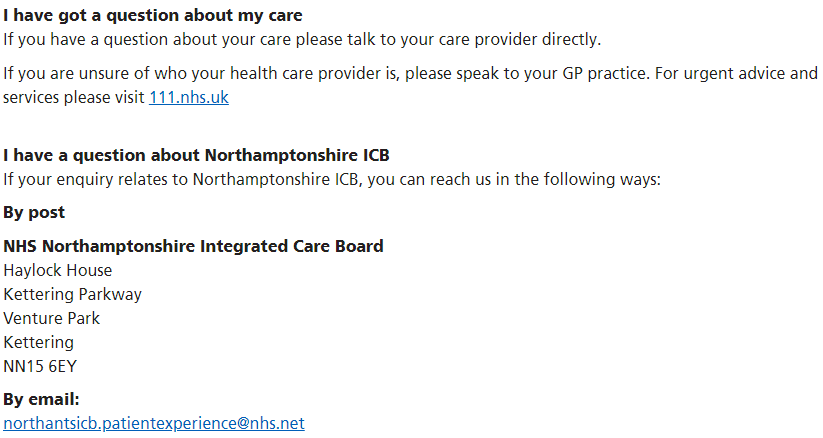 I have got a question about my care
If you have a question about your care please talk to your care provider directly.
If you are unsure of who your health care provider is, please speak to your GP practice. For urgent advice and
services please visit 111.nhs.uk
I have a question about Northamptonshire ICB
If your enquiry relates to Northamptonshire ICB, you can reach us in the following ways:
By post
NHS Northamptonshire Integrated Care Board
Haylock House
Kettering Parkway
Venture Park
Kettering
NN15 6EY
By email:
northantsicb.patientexperience@nhs.net